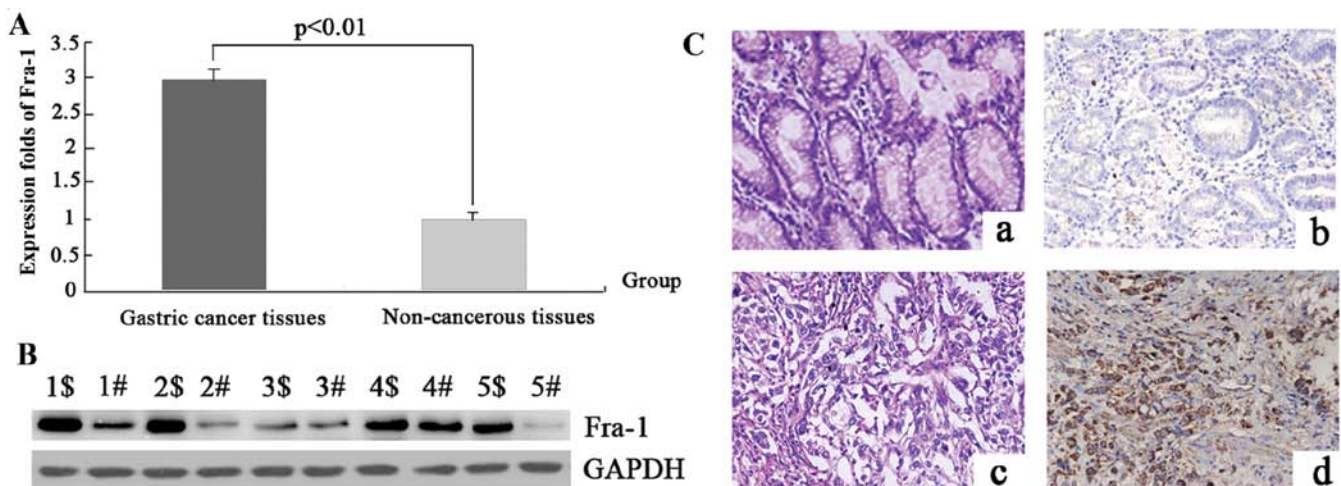 A
Expression folds of Fra-1
3.5
3
2.5
2
1.5
1
0.5
0
p<0.01
Gastric cancer tissues
Non-cancerous tissues
Group
B
1$ 1# 2$ 2# 3$ 3# 4$ 4# 5$ 5#
Fra-1
GAPDH
C
a
b
c
d